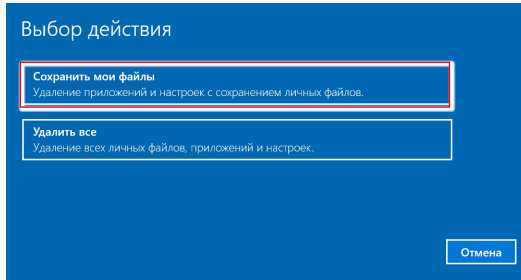 Выбор действия
Сохранить мои файлы
Удаление приложений и настроек с сохранением личных файлов.
Удалить все
Удаление всех личных файлов, приложений и настроек.
Отмена